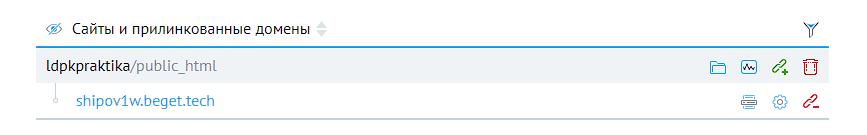 Сайты и прилинкованные домены
ldpkpraktika/public_html
shipov1w.beget.tech